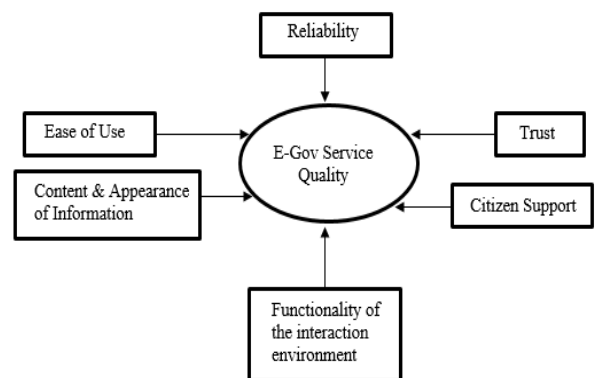 Reliability
Ease of Use
E-Gov Service
Quality
Trust
Content & Appearance
of Information
Citizen Support
Functionality of
the interaction
environment